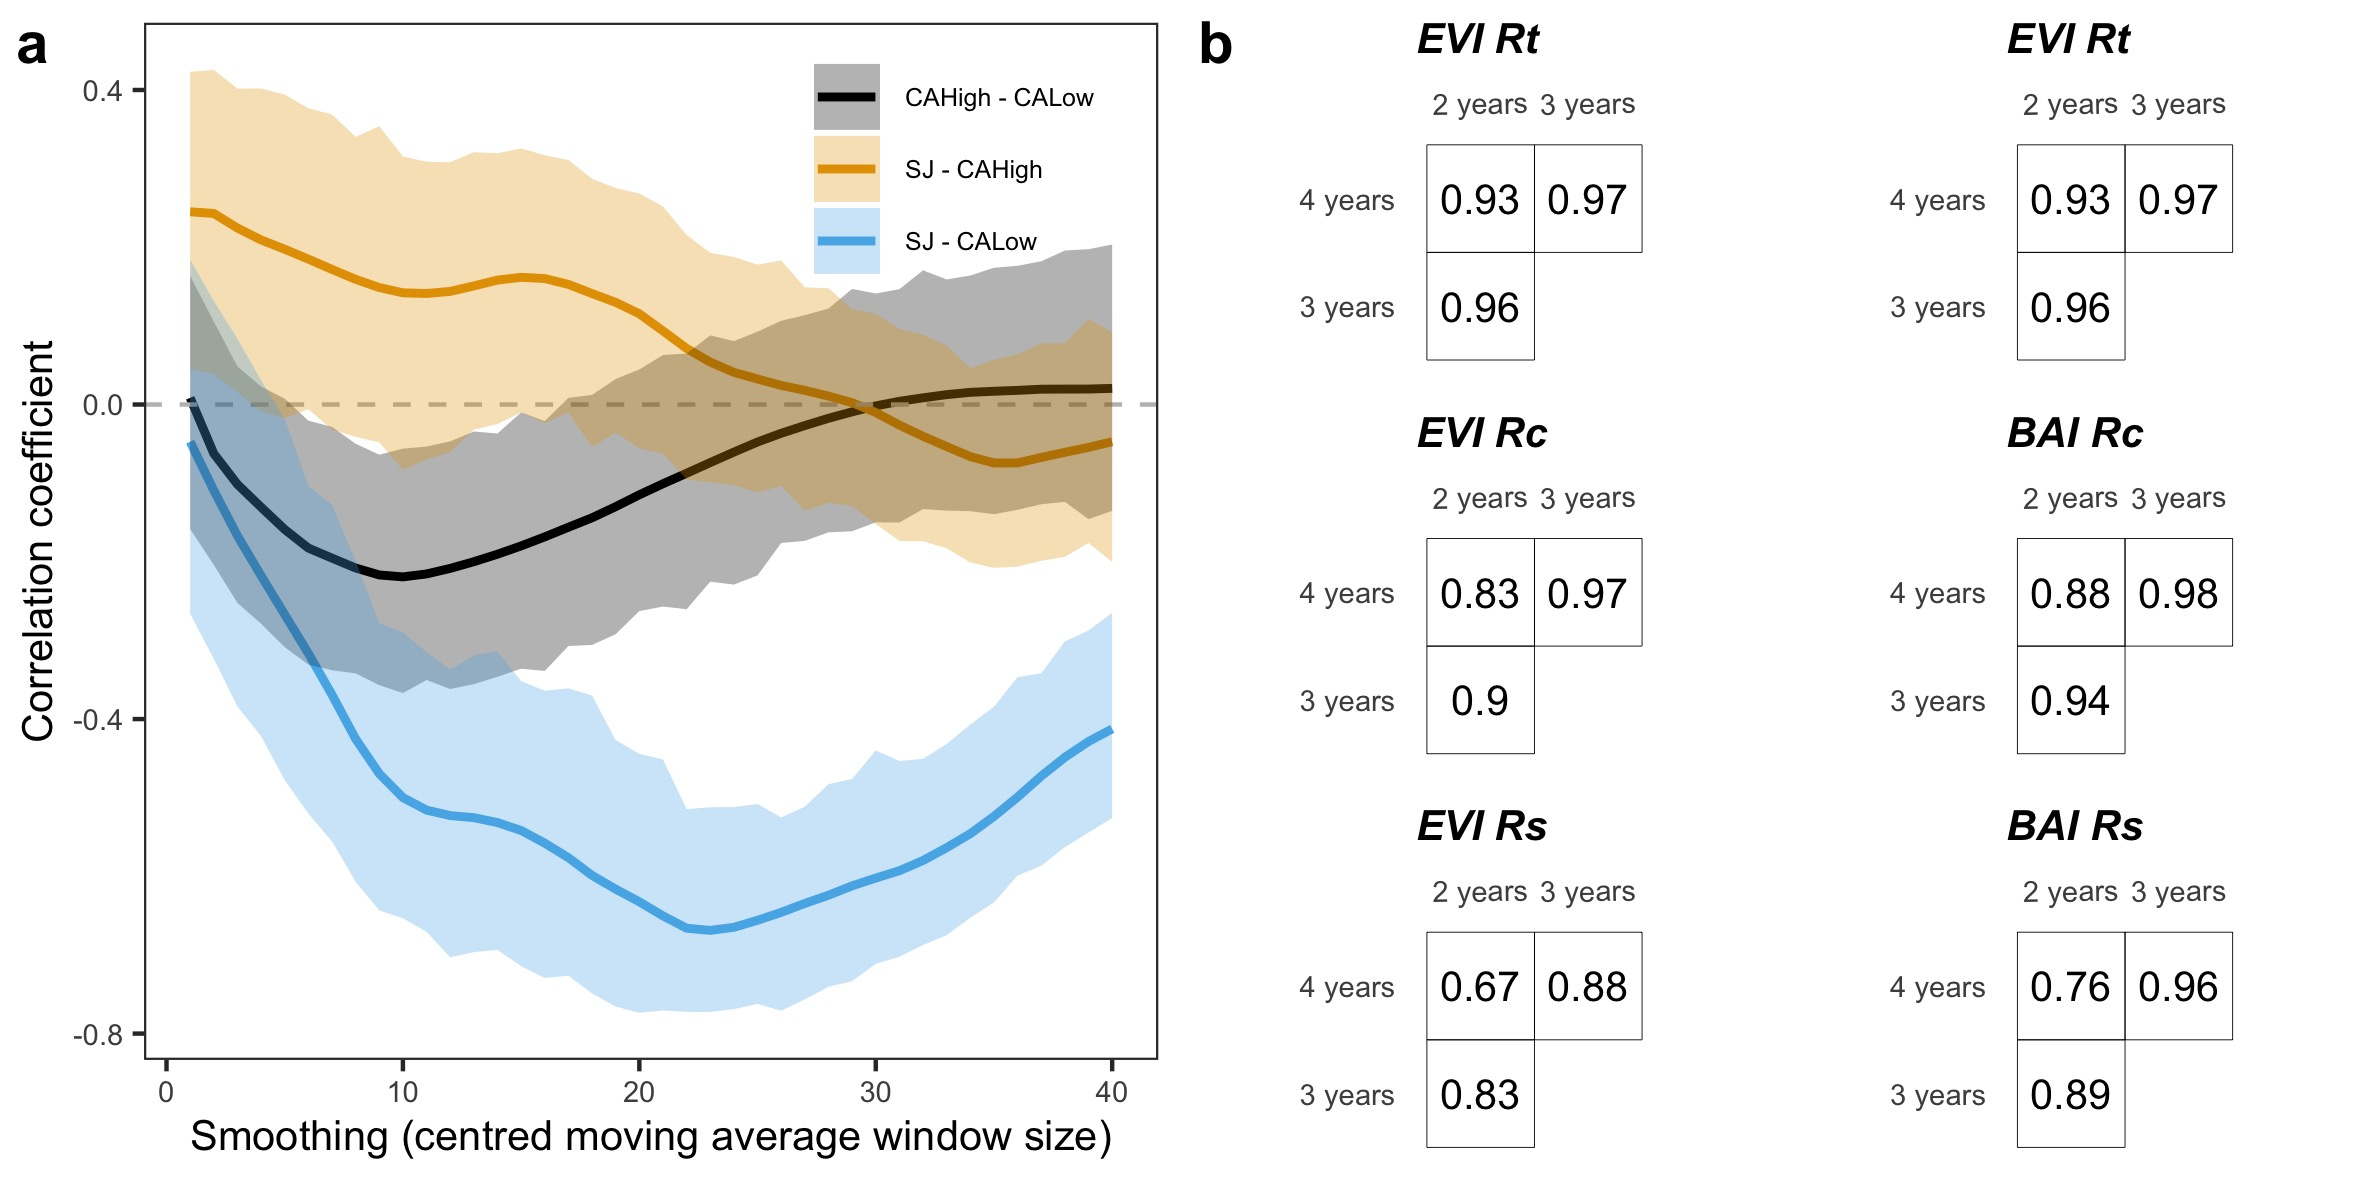 a
Correlation coefficient
0.4
0.0
-0.4
-0.8
0 10 20 30 40
Smoothing (centred moving average window size)
CAHigh - CALow
SJ - CAHigh
SJ - CALow
b
EVI Rt
2 years 3 years
4 years 0.93 0.97
3 years 0.96
EVI Rt
2 years 3 years
4 years 0.93 0.97
3 years 0.96
EVI Rc
2 years 3 years
4 years 0.83 0.97
3 years 0.9
BAI Rc
2 years 3 years
4 years 0.88 0.98
3 years 0.94
EVI Rs
2 years 3 years
4 years 0.67 0.88
3 years 0.83
BAI Rs
2 years 3 years
4 years 0.76 0.96
3 years 0.89